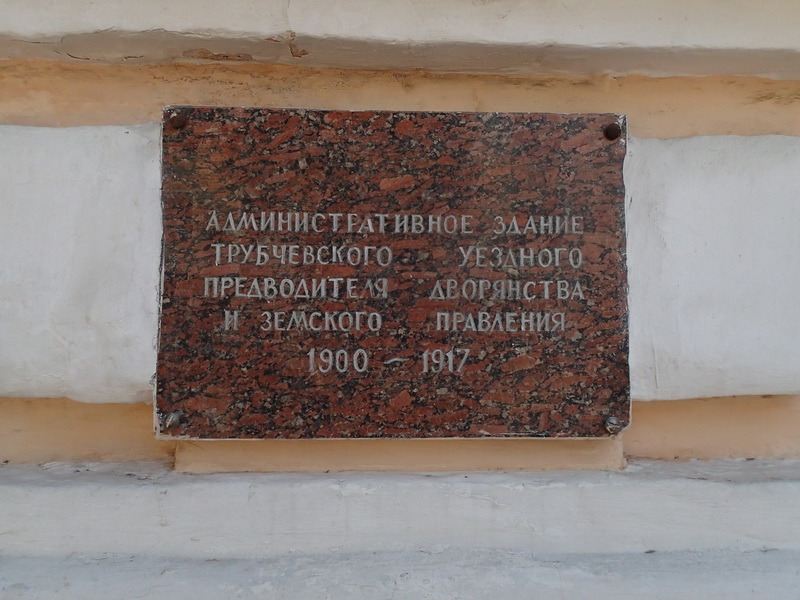 АДМИНИСТРАТИВНОЕ ЗДАНИЕ
ТРУБЧЕВСКОГО УЕЗДНОГО
ПРЕДВОДИТЕЛЯ ДВОРЯНСТВА
И ЗЕМСКОГО ПРАВЛЕНИЯ
1900 – 1917